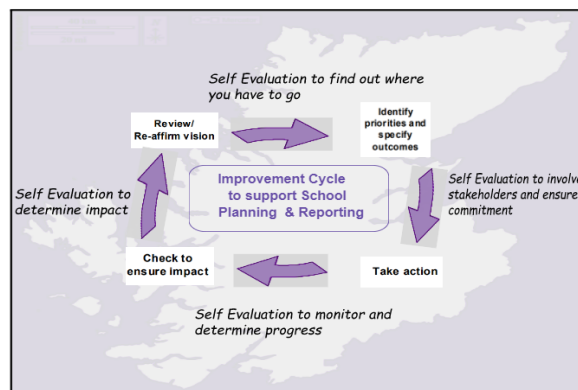 Self Evaluation to find out where
you have to go
Review/
Re-affirm vision
Identify
priorities and
specify
outcomes
Improvement Cycle
to support School
Planning & Reporting
Self Evaluation to
determine impact
Self Evaluation to involve
stakeholders and ensure
commitment
Check to
ensure impact
Take action
Self Evaluation to monitor and
determine progress